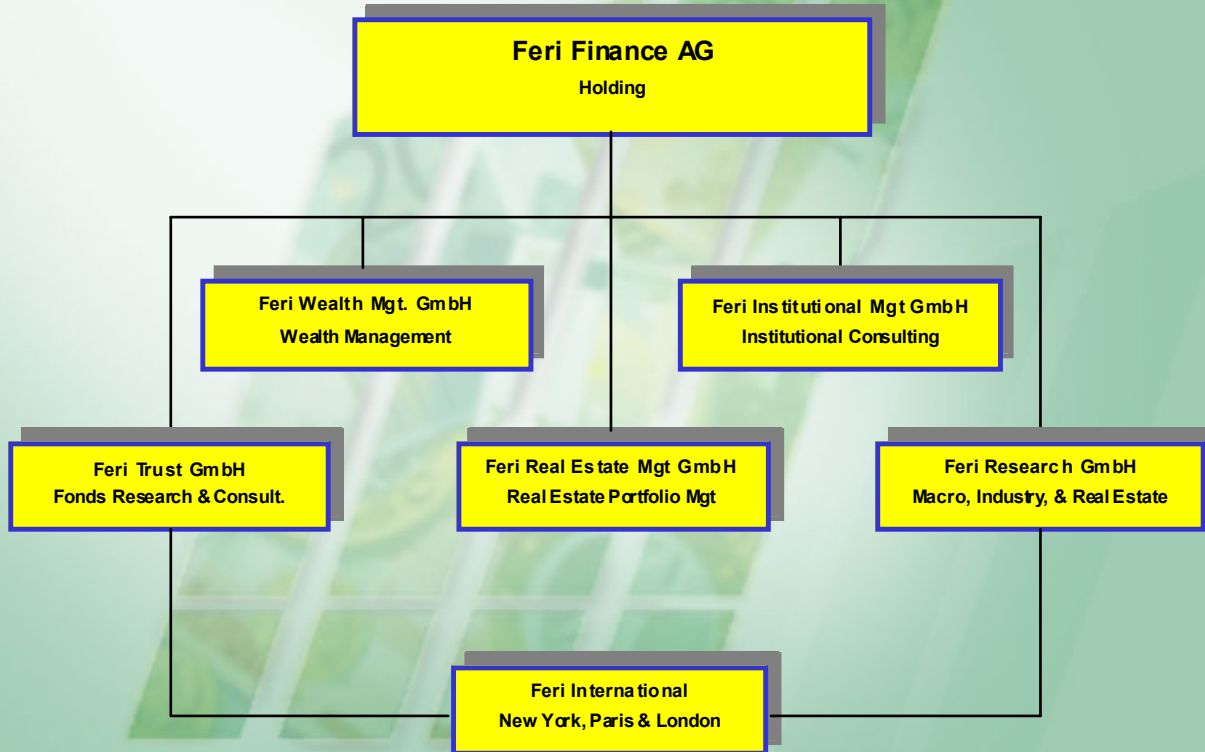 Feri Finance AG
Holding
Feri Wealth Mgt. GmbH
Wealth Management
Feri Institutional Mgt GmbH
Institutional Consulting
Feri Trust GmbH
Fonds Research & Consult.
Feri Real Estate Mgt GmbH
Real Estate Portfolio Mgt
Feri Research GmbH
Macro, Industry, & Real Estate
Feri International
New York, Paris & London